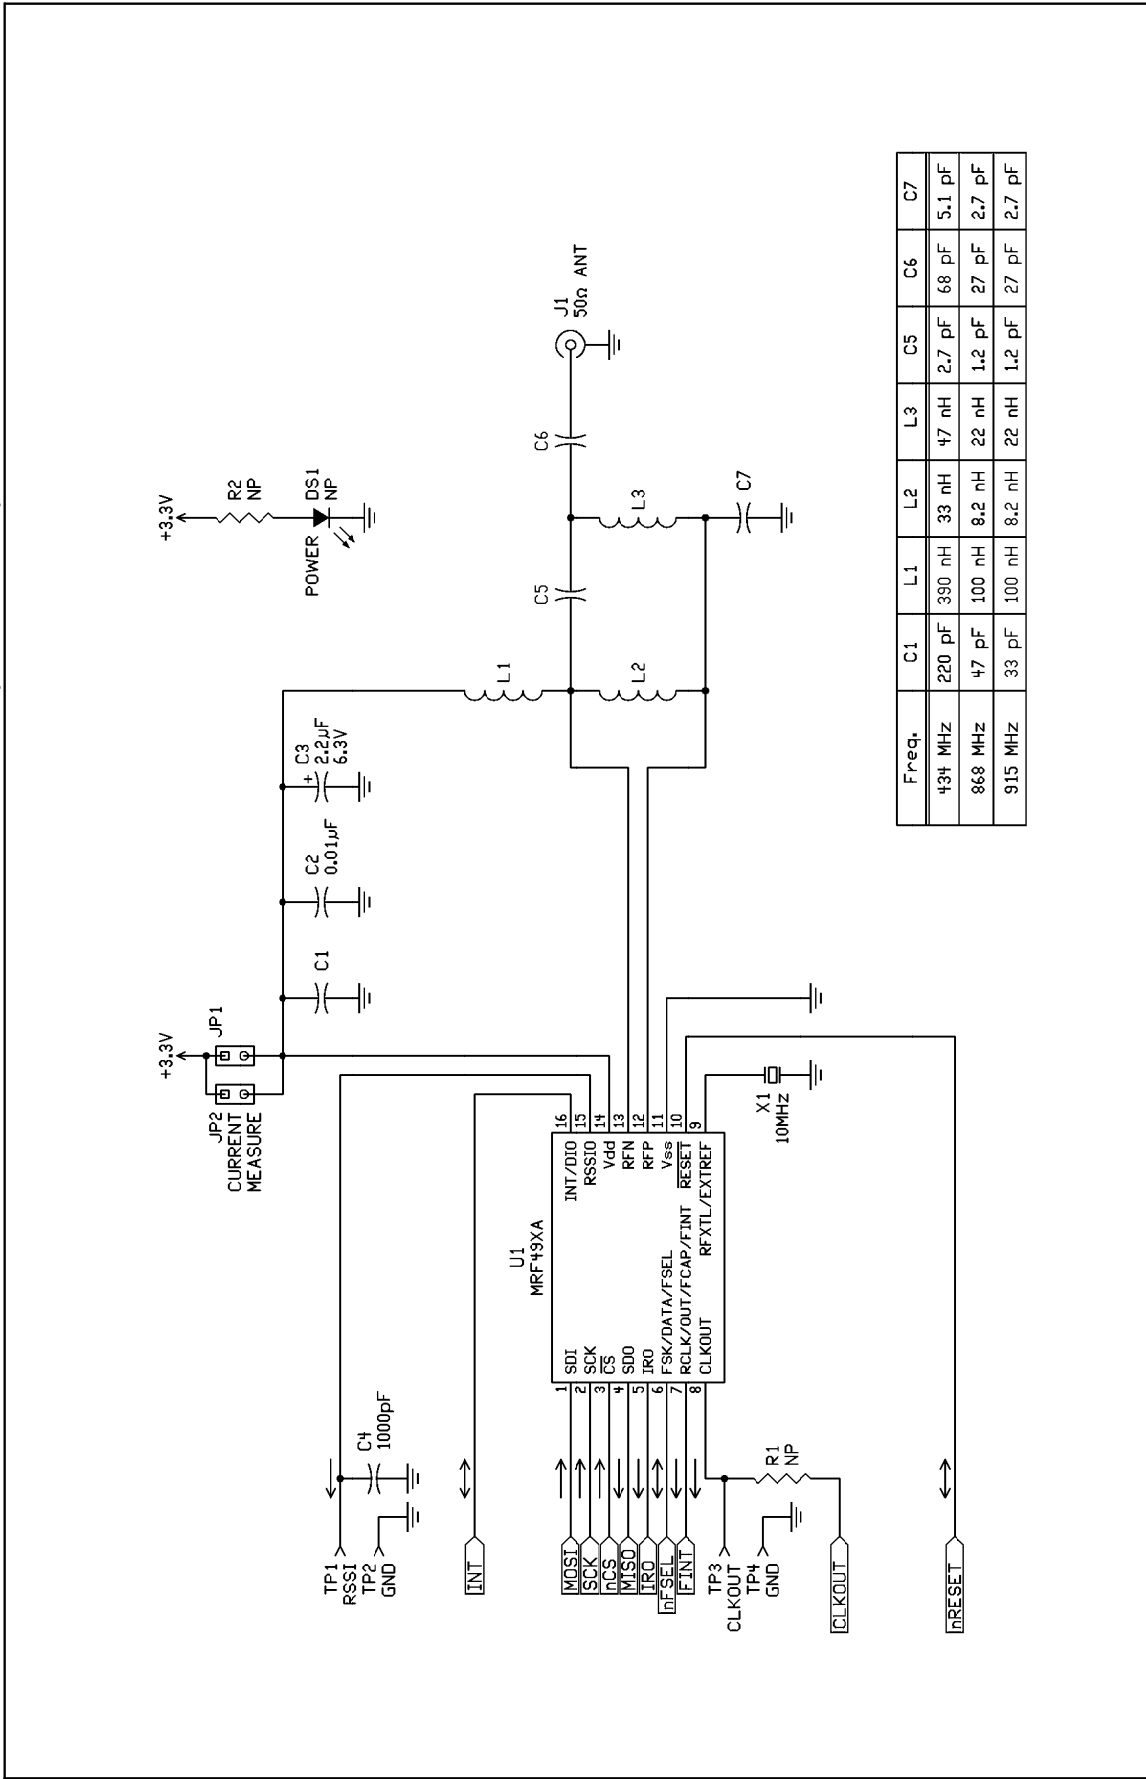 +3.3V
R2
NP
POWER
DS1
NP
+3.3V
JP1
JP2
CURRENT
MEASURE
C1
C2
0.01µF
C3
2.2µF
6.3V
+
L1
L2
L3
C5
C6
C7
J1
50Ω ANT
TP1
RSSI
TP2
GND
C4
1000pF
INT
MOSI
SCK
nCS
MISO
IRO
nFSEL
FINT
TP3
CLKOUT
TP4
GND
R1
NP
CLKOUT
nRESET
U1
MRF49XA
1 SDI
2 SCK
3 CS
4 SDO
5 IRO
6 FSK/DATA/FSEL
7 RCLK/OUT/FCAP/FINT
8 CLKOUT
INT/DIO 16
RSSIO 15
Vdd 14
RFN 13
RFP 12
Vss 11
RESET 10
RFXTL/EXTREF 9
X1
10MHz
Freq. C1 L1 L2 L3 C5 C6 C7
434 MHz 220 pF 390 nH 33 nH 47 nH 2.7 pF 68 pF 5.1 pF
868 MHz 47 pF 100 nH 8.2 nH 22 nH 1.2 pF 27 pF 2.7 pF
915 MHz 33 pF 100 nH 8.2 nH 22 nH 1.2 pF 27 pF 2.7 pF